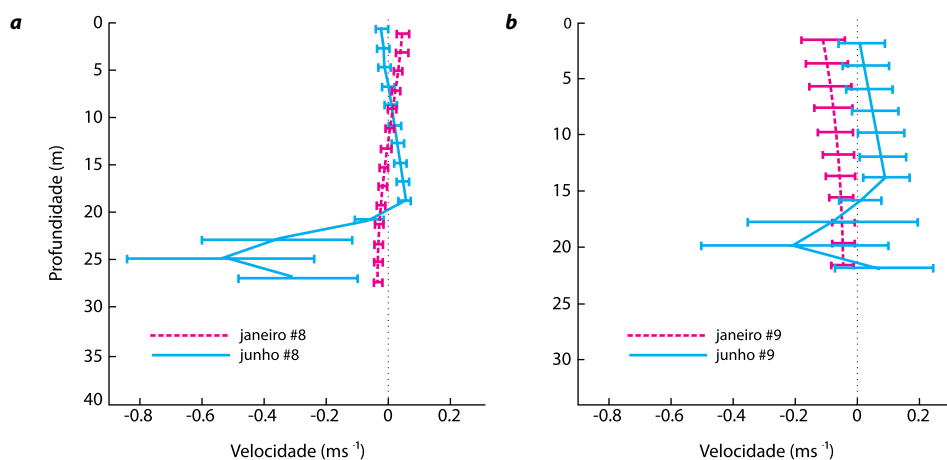 a
0
5
10
15
20
25
30
35
40
Profundidade (m)
janeiro #8
junho #8
-0.8 -0.6 -0.4 -0.2 0 0.2
Velocidade (ms -1)
b
0
5
10
15
20
25
30
janeiro #9
junho #9
-0.8 -0.6 -0.4 -0.2 0 0.2
Velocidade (ms -1)